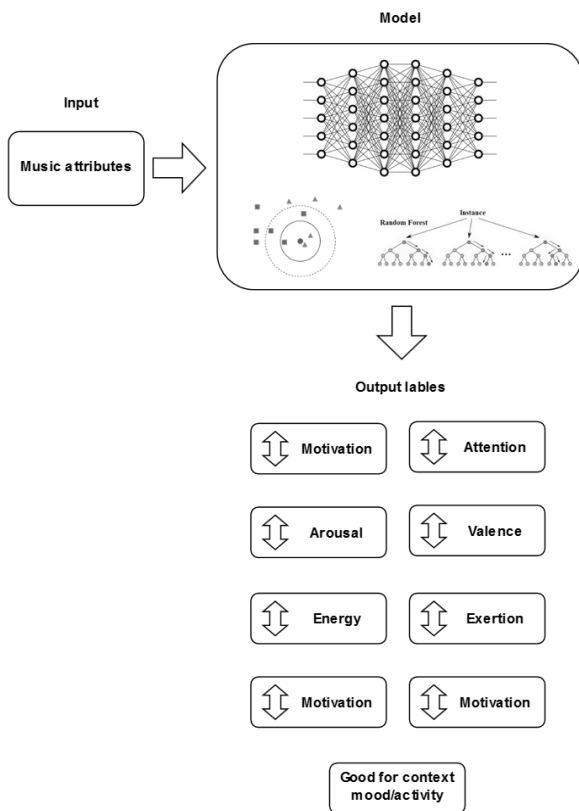 Model
Input
Music attributes
Instance
Random Forest
...
Output lables
Motivation
Attention
Arousal
Valence
Energy
Exertion
Motivation
Motivation
Good for context
mood/activity